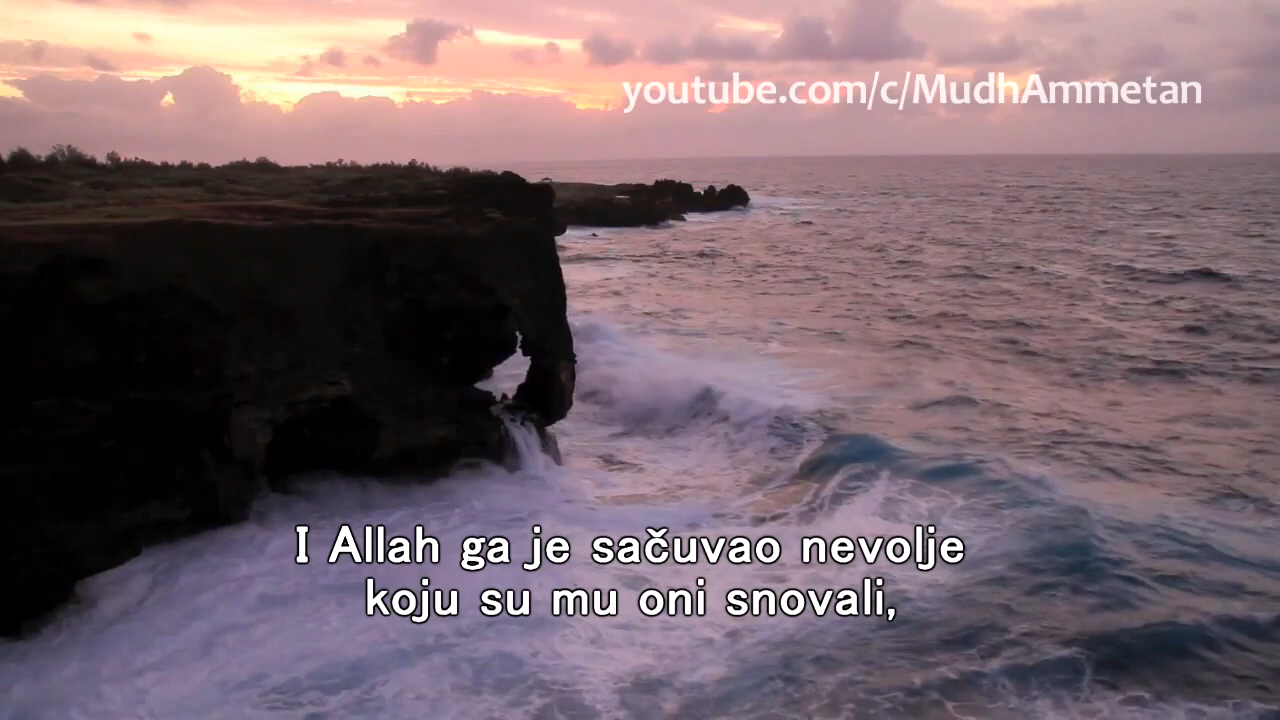 youtube.com/c/MudhAmmetan
I Allah ga je sačuvao nevolje
koju su mu oni snovali,